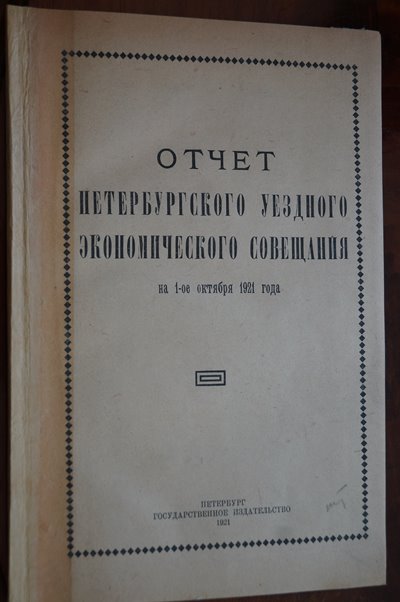 ОТЧЕТ
ПЕТЕРБУРГСКОГО УЕЗДНОГО
ЭКОНОМИЧЕСКОГО СОВЕЩАНИЯ
на 1-ое октября 1921 года
ПЕТЕРБУРГ
ГОСУДАРСТВЕННОЕ ИЗДАТЕЛЬСТВО
1921